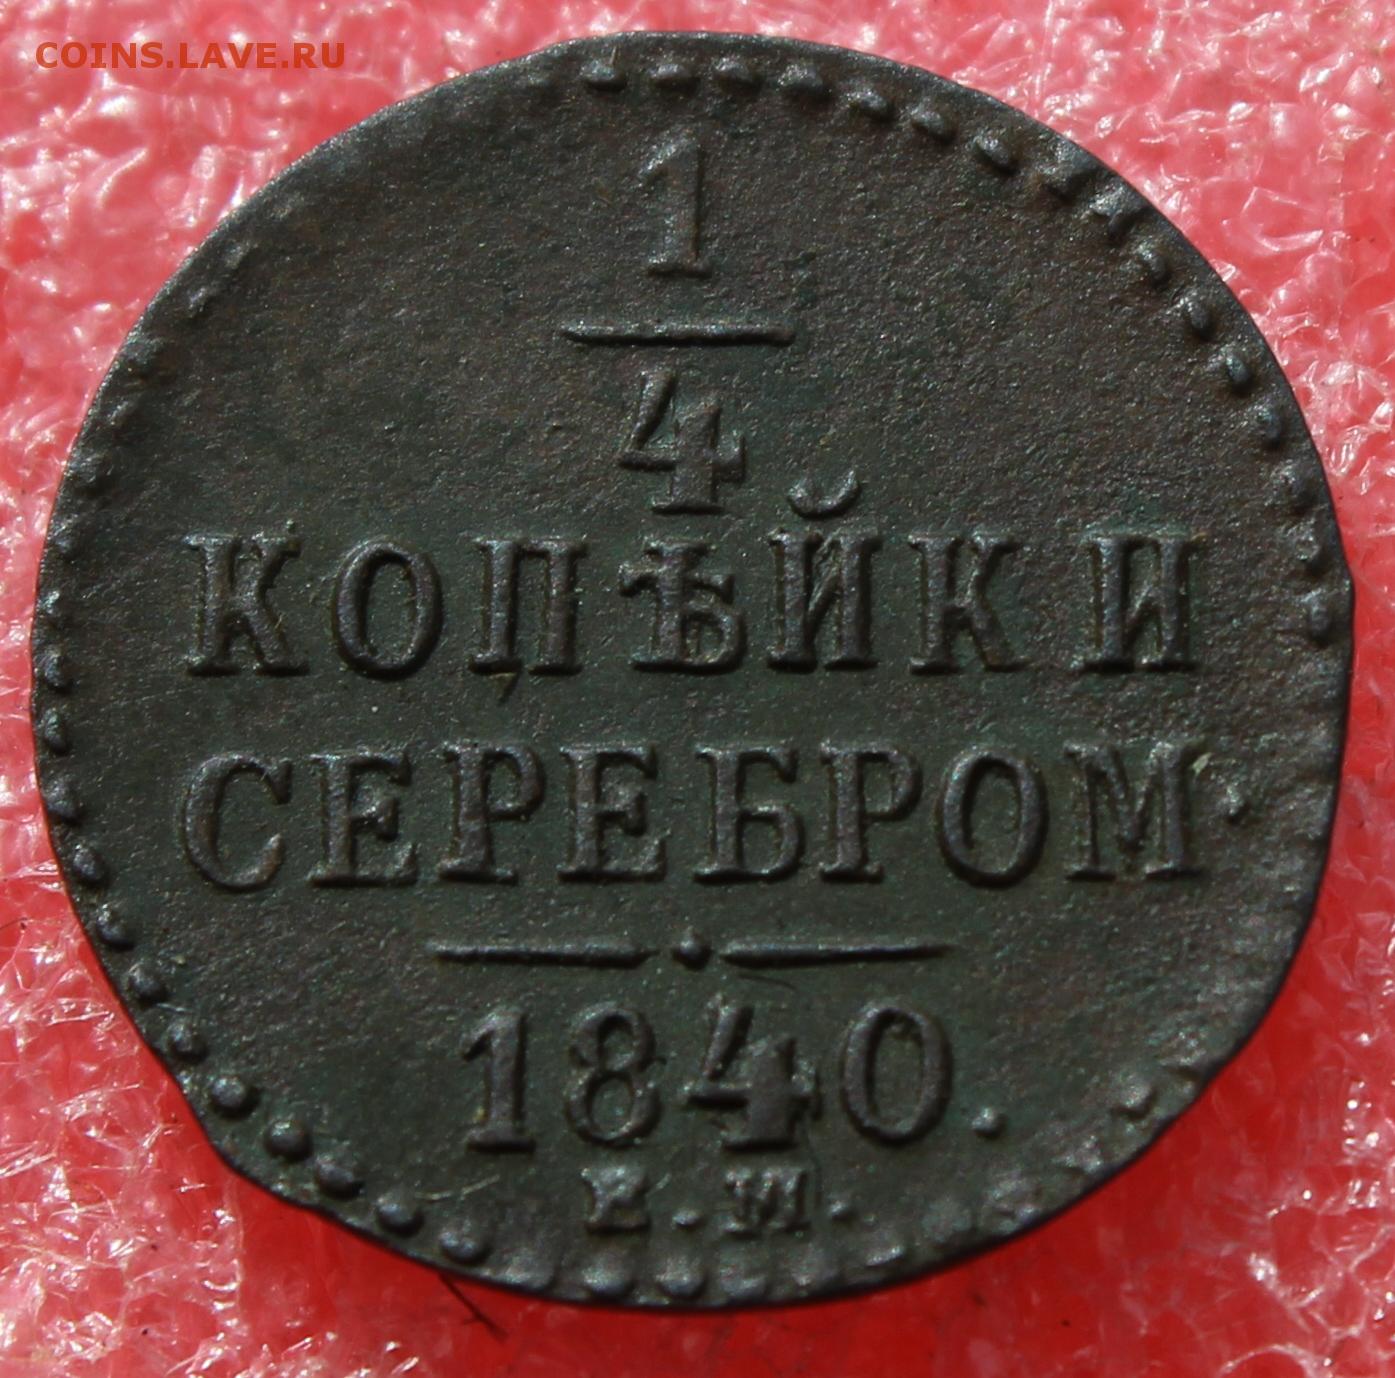 COINS.LAVE.RU
1
4
КОПѢЙКИ
СЕРЕБРОМ.
1840.
Е.М.